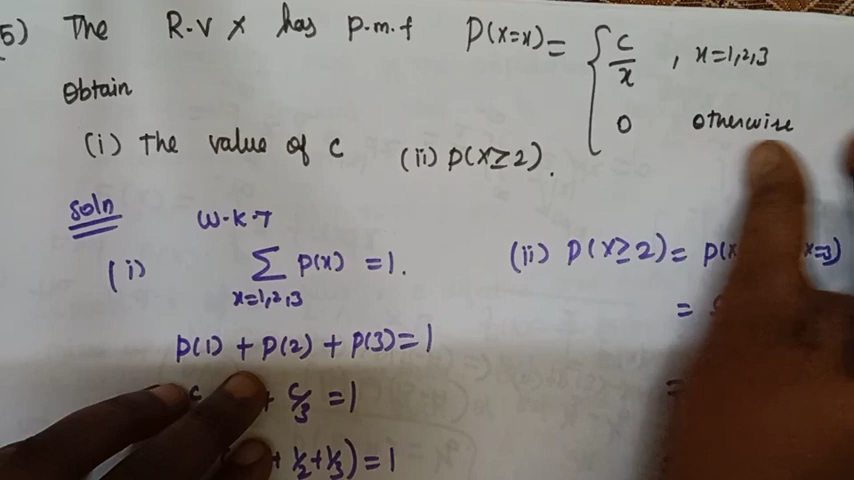 5) The R.V X has p.m.f P(X=x) = { c/x , x=1,2,3
0 otherwise
Obtain
(i) The value of c (ii) P(X≥2).
Soln
W.K.T
(i) Σ P(x) = 1.
x=1,2,3
P(1) + P(2) + P(3) = 1
+ c/3 = 1
+ 1/2 + 1/3) = 1
(ii) P(X≥2) =
=
=